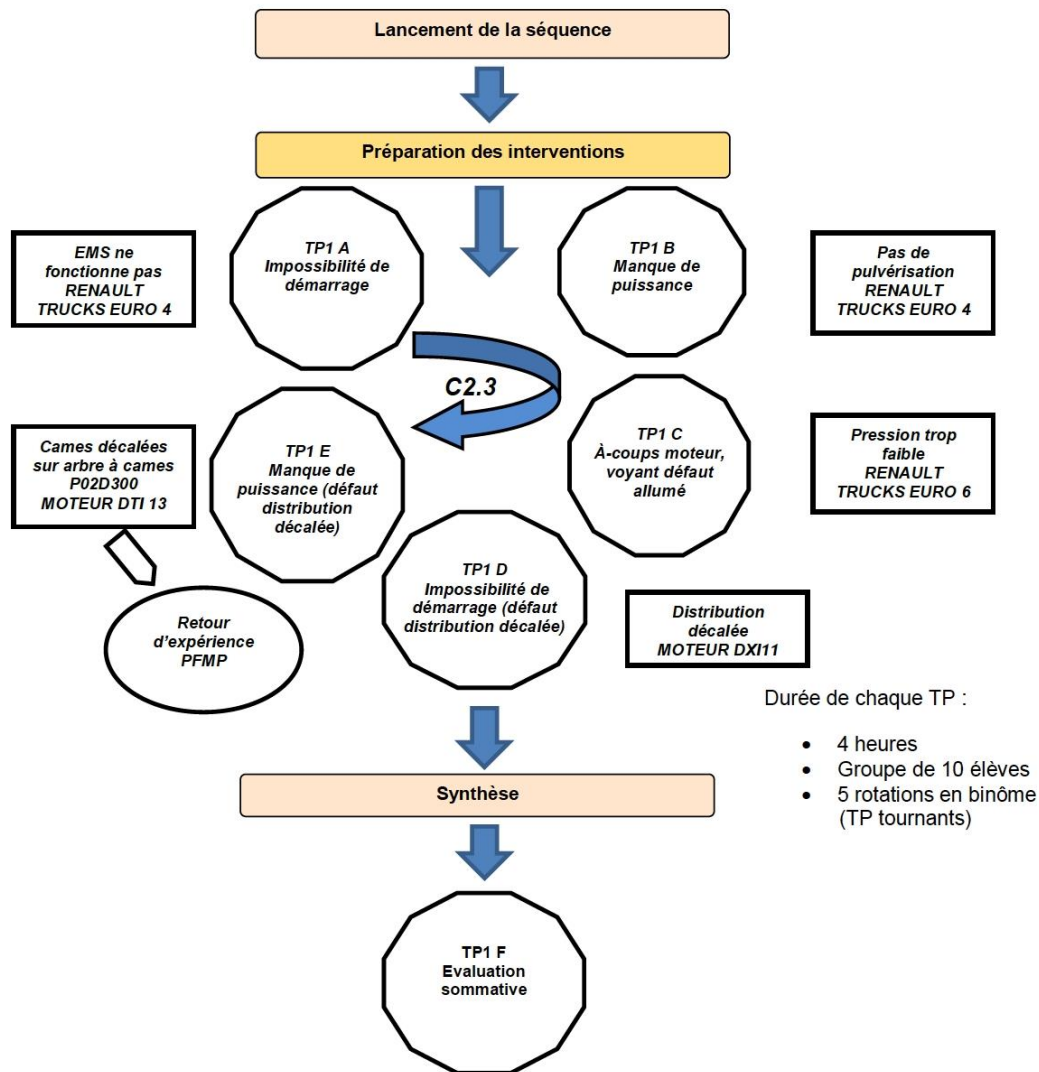 Lancement de la séquence
Préparation des interventions
EMS ne
fonctionne pas
RENAULT
TRUCKS EURO 4
TP1 A
Impossibilité de
démarrage
TP1 B
Manque de
puissance
Pas de
pulvérisation
RENAULT
TRUCKS EURO 4
C2.3
Cames décalées
sur arbre à cames
P02D300
MOTEUR DTI 13
TP1 E
Manque de
puissance (défaut
distribution
décalée)
TP1 C
À-coups moteur,
voyant défaut
allumé
Pression trop
faible
RENAULT
TRUCKS EURO 6
TP1 D
Impossibilité de
démarrage (défaut
distribution décalée)
Retour
d'expérience
PFMP
Distribution
décalée
MOTEUR DXI11
Durée de chaque TP :
• 4 heures
• Groupe de 10 élèves
• 5 rotations en binôme
(TP tournants)
Synthèse
TP1 F
Evaluation
sommative